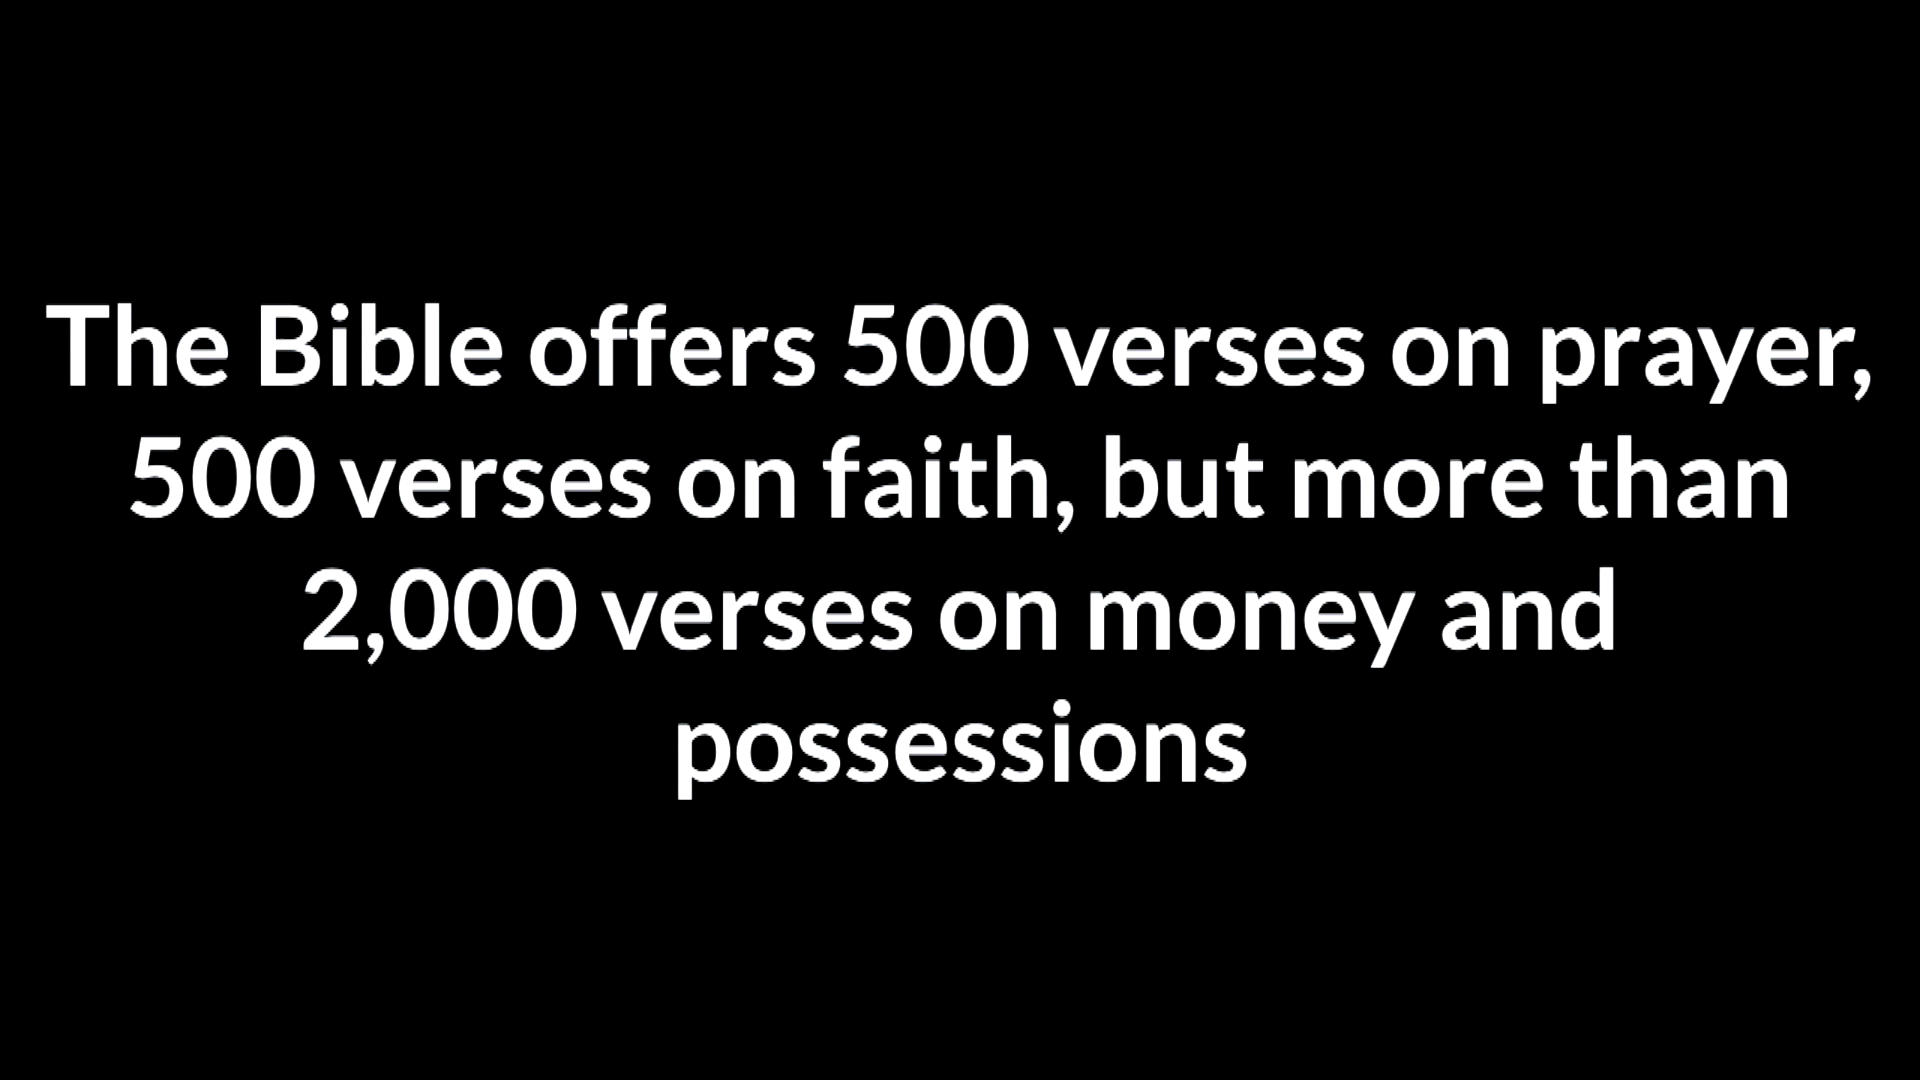 The Bible offers 500 verses on prayer,
500 verses on faith, but more than
2,000 verses on money and
possessions